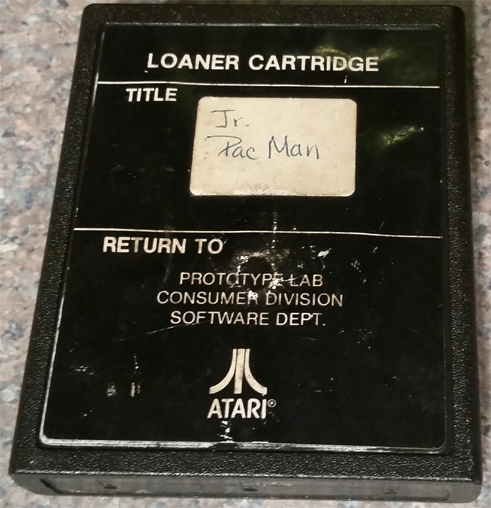 LOANER CARTRIDGE
TITLE
Jr.
Pac Man
RETURN TO
PROTOTYPE LAB
CONSUMER DIVISION
SOFTWARE DEPT.
ATARI®